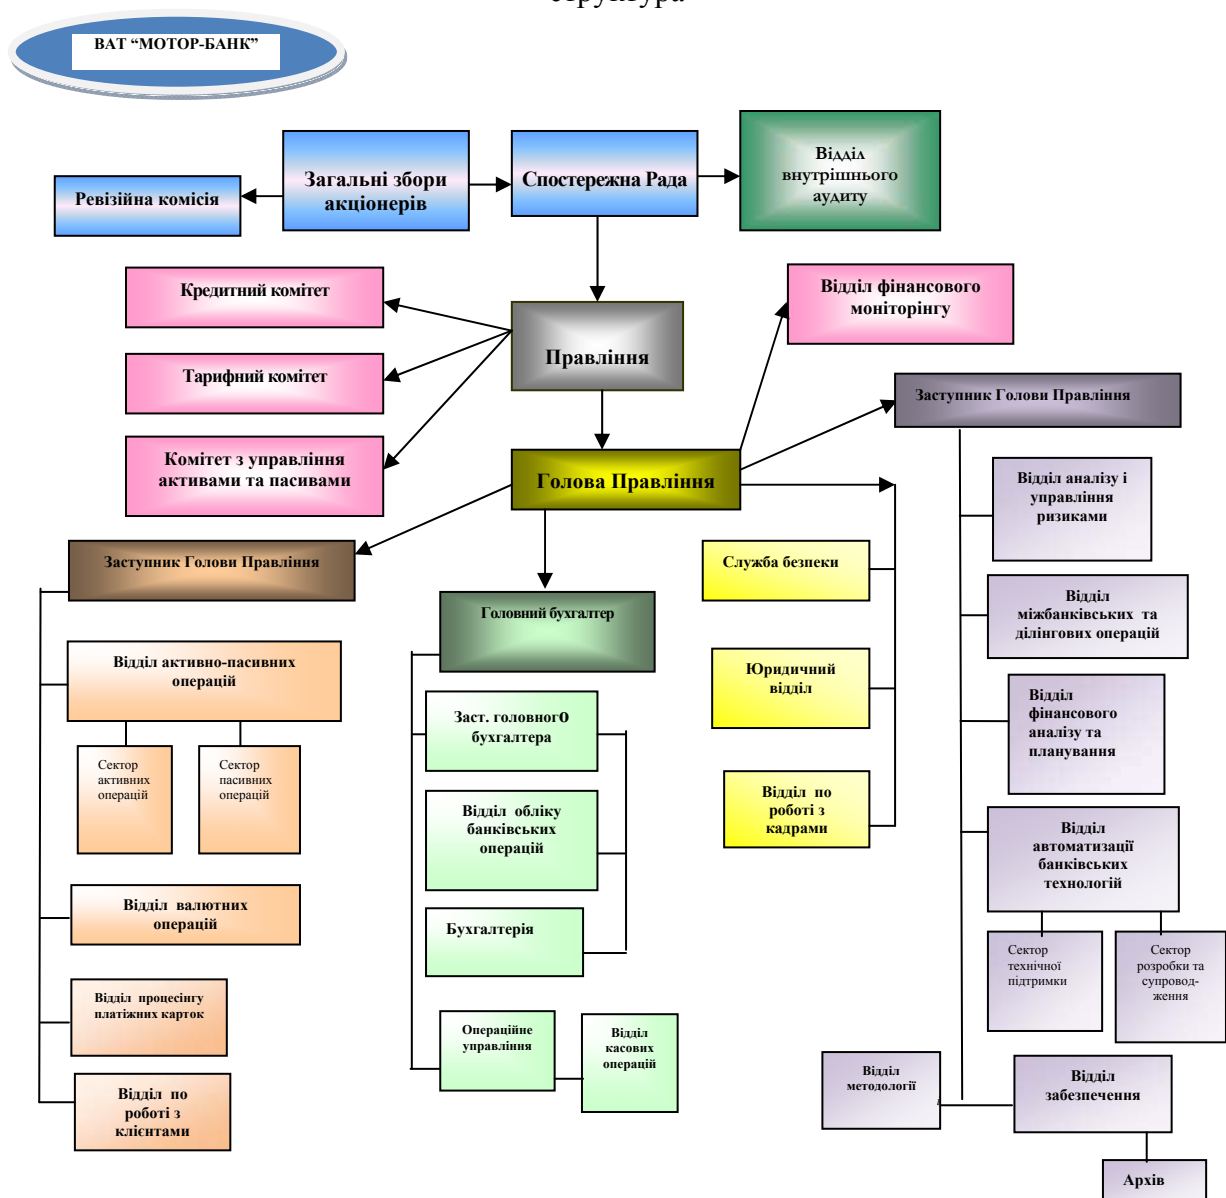 структура
ВАТ “МОТОР-БАНК”
Відділ
внутрішнього
аудиту
Загальні збори
акціонерів
Спостережна Рада
Ревізійна комісія
Кредитний комітет
Відділ фінансового
моніторінгу
Правління
Тарифний комітет
Заступник Голови Правління
Комітет з управління
активами та пасивами
Голова Правління
Відділ аналізу і
управління
ризиками
Заступник Голови Правління
Служба безпеки
Головний бухгалтер
Відділ
міжбанківських та
ділінгових операцій
Відділ активно-пасивних
операцій
Юридичний
відділ
Відділ
фінансового
аналізу та
планування
Заст. головного
бухгалтера
Сектор
активних
операцій
Сектор
пасивних
операцій
Відділ по
роботі з
кадрами
Відділ обліку
банківських
операцій
Відділ
автоматизації
банківських
технологій
Відділ валютних
операцій
Бухгалтерія
Сектор
технічної
підтримки
Сектор
розробки та
супровод-
ження
Відділ процесінгу
платіжних карток
Операційне
управління
Відділ
касових
операцій
Відділ
методології
Відділ
забезпечення
Відділ по
роботі з
клієнтами
Архів